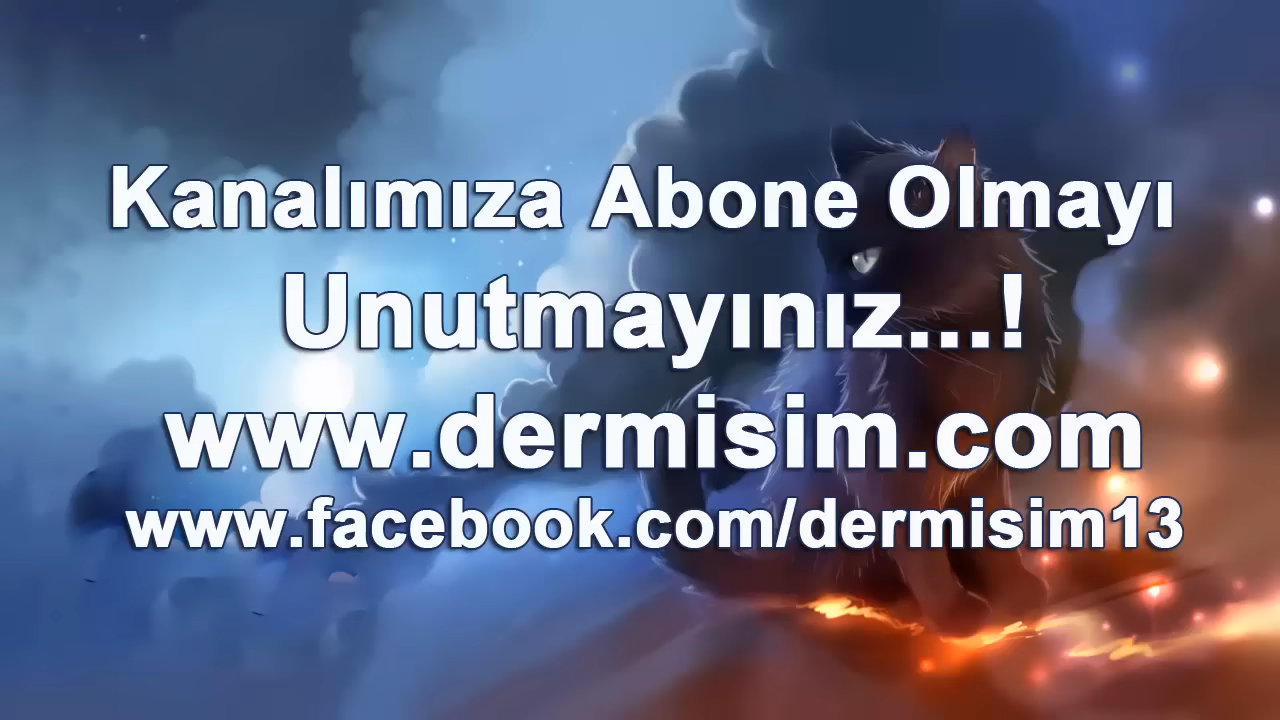 Kanalımıza Abone Olmayı
Unutmayınız...!
www.dermisim.com
www.facebook.com/dermisim13